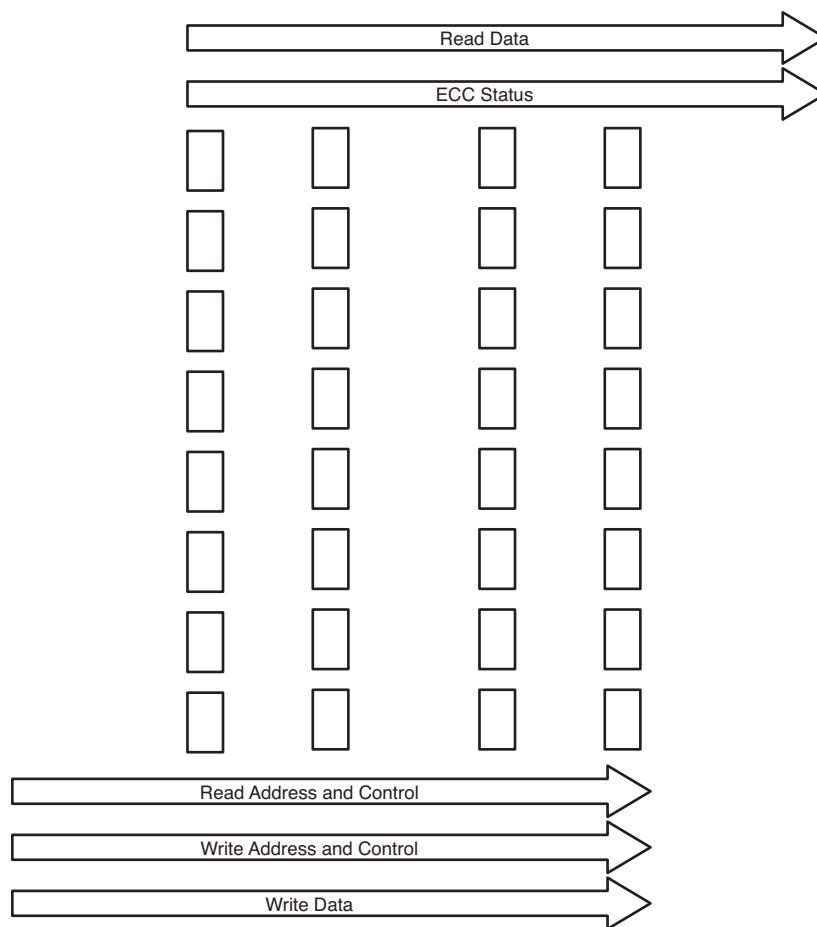 Read Data
ECC Status
Read Address and Control
Write Address and Control
Write Data